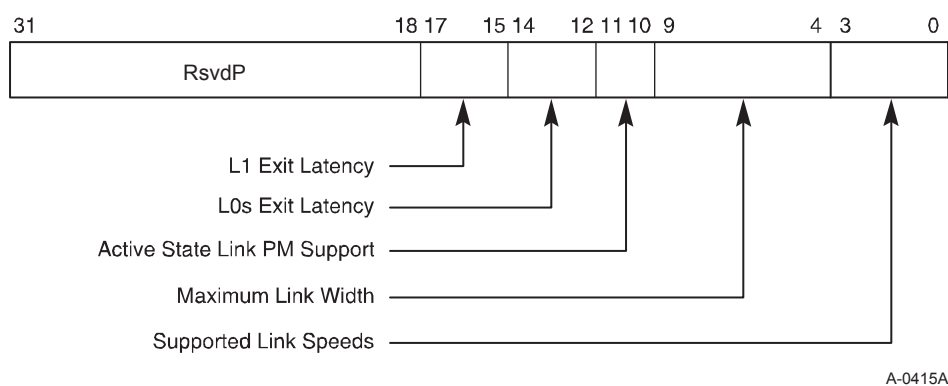 31 18 17 15 14 12 11 10 9 4 3 0
RsvdP
L1 Exit Latency
L0s Exit Latency
Active State Link PM Support
Maximum Link Width
Supported Link Speeds
A-0415A